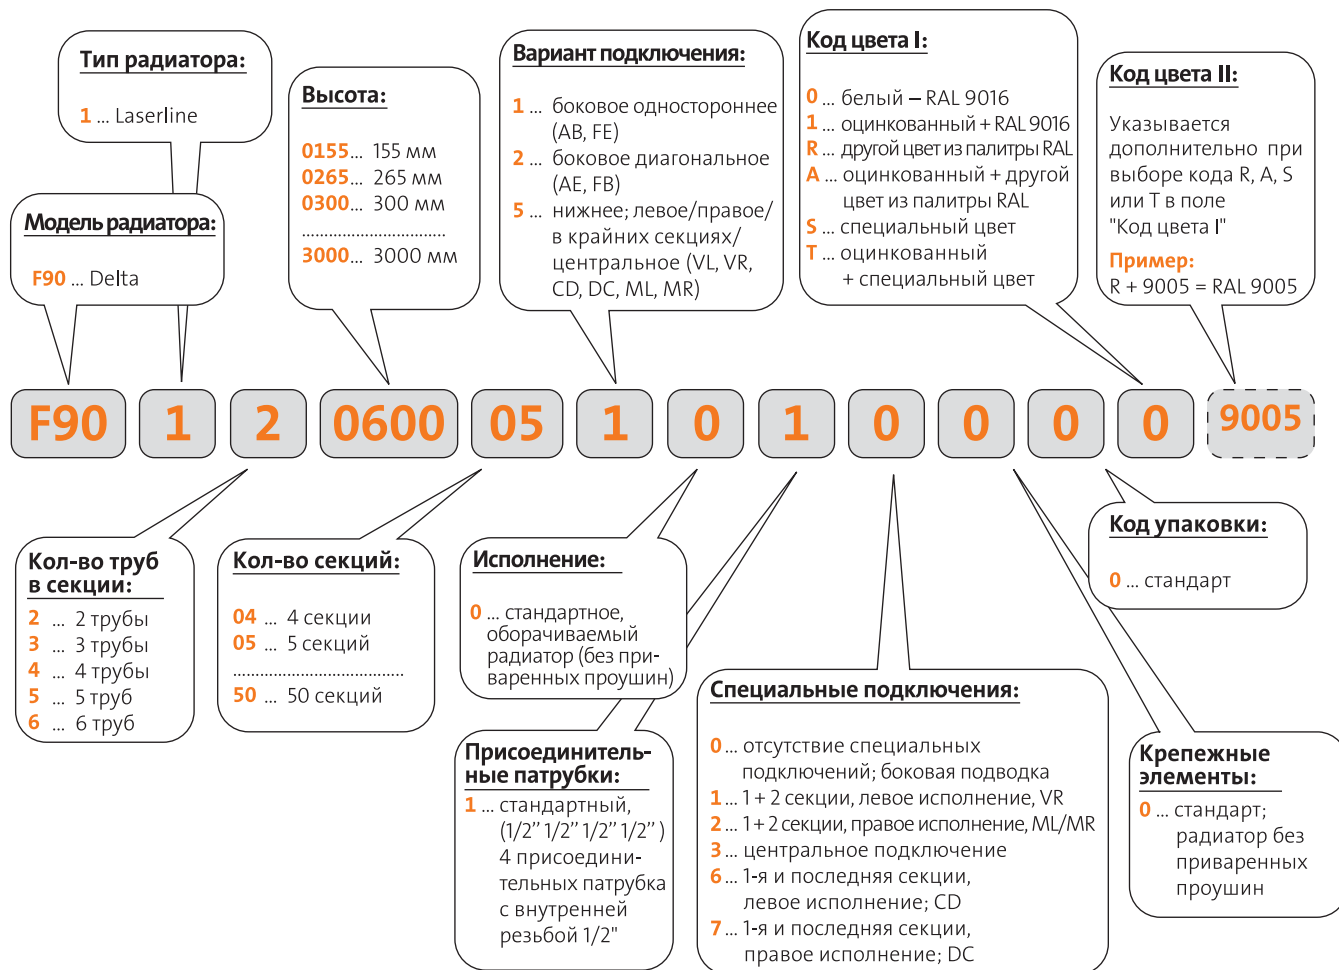 Тип радиатора:
1 ... Laserline
Модель радиатора:
F90 ... Delta
Высота:
0155... 155 мм
0265... 265 мм
0300... 300 мм
................................
3000... 3000 мм
Вариант подключения:
1 ... боковое одностороннее
(AB, FE)
2 ... боковое диагональное
(AE, FB)
5 ... нижнее; левое/правое/
в крайних секциях/
центральное (VL, VR,
CD, DC, ML, MR)
Код цвета I:
0 ... белый – RAL 9016
1 ... оцинкованный + RAL 9016
R ... другой цвет из палитры RAL
A ... оцинкованный + другой
цвет из палитры RAL
S ... специальный цвет
T ... оцинкованный
+ специальный цвет
Код цвета II:
Указывается
дополнительно при
выборе кода R, A, S
или T в поле
"Код цвета I"
Пример:
R + 9005 = RAL 9005
F90 1 2 0600 05 1 0 1 0 0 0 0 9005
Кол-во труб
в секции:
2 ... 2 трубы
3 ... 3 трубы
4 ... 4 трубы
5 ... 5 труб
6 ... 6 труб
Кол-во секций:
04 ... 4 секции
05 ... 5 секций
......................................
50 ... 50 секций
Исполнение:
0 ... стандартное,
оборачиваемый
радиатор (без при-
варенных проушин)
Присоединитель-
ные патрубки:
1 ... стандартный,
(1/2” 1/2” 1/2” 1/2” )
4 присоедини-
тельных патрубка
с внутренней
резьбой 1/2"
Специальные подключения:
0 ... отсутствие специальных
подключений; боковая подводка
1 ... 1 + 2 секции, левое исполнение, VR
2 ... 1 + 2 секции, правое исполнение, ML/MR
3 ... центральное подключение
6 ... 1-я и последняя секции,
левое исполнение; CD
7 ... 1-я и последняя секции,
правое исполнение; DC
Код упаковки:
0 ... стандарт
Крепежные
элементы:
0 ... стандарт;
радиатор без
приваренных
проушин